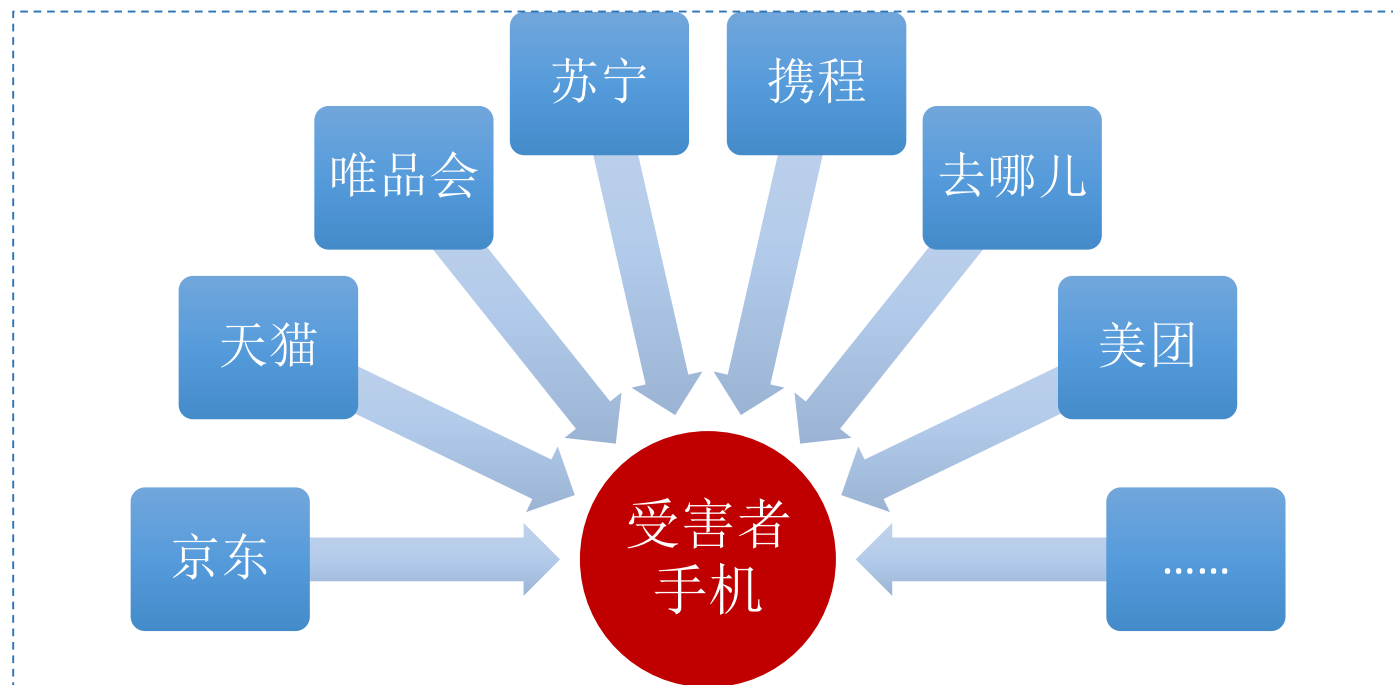 苏宁
携程
唯品会
去哪儿
天猫
美团
京东
受害者
手机
……